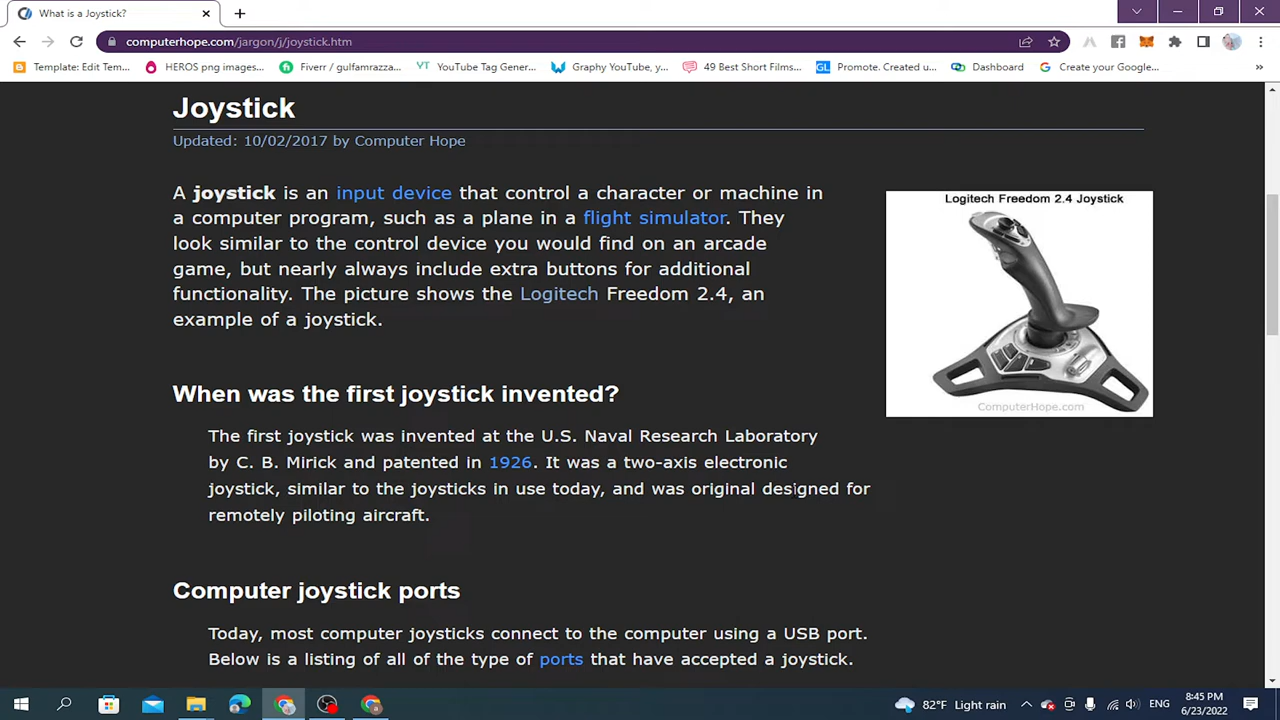 What is a Joystick?
computerhope.com/jargon/j/joystick.htm
Template: Edit Tem...
HEROS png images...
Fiverr / gulfamrazza...
YT YouTube Tag Gener...
Graphy YouTube, y...
49 Best Short Films...
GL Promote. Created u...
Dashboard
G Create your Google...
»
Joystick
Updated: 10/02/2017 by Computer Hope
A joystick is an input device that control a character or machine in
a computer program, such as a plane in a flight simulator. They
look similar to the control device you would find on an arcade
game, but nearly always include extra buttons for additional
functionality. The picture shows the Logitech Freedom 2.4, an
example of a joystick.
Logitech Freedom 2.4 Joystick
ComputerHope.com
When was the first joystick invented?
The first joystick was invented at the U.S. Naval Research Laboratory
by C. B. Mirick and patented in 1926. It was a two-axis electronic
joystick, similar to the joysticks in use today, and was original designed for
remotely piloting aircraft.
Computer joystick ports
Today, most computer joysticks connect to the computer using a USB port.
Below is a listing of all of the type of ports that have accepted a joystick.
82°F Light rain
ENG
8:45 PM
6/23/2022